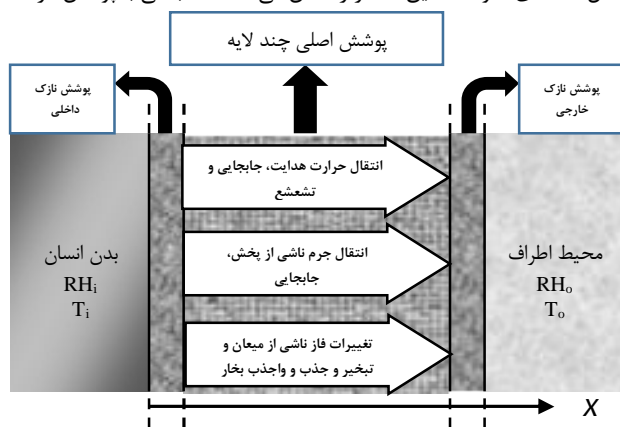 پوشش اصلی چند لایه
پوشش نازک
خارجی
پوشش نازک
داخلی
انتقال حرارت هدایت، جابجایی و
تشعشع
انتقال جرم ناشی از پخش،
جابجایی
تغییرات فاز ناشی از میعان و
تبخیر و جذب و واجذب بخار
محیط اطراف
RHo
To
بدن انسان
RHi
Ti
X